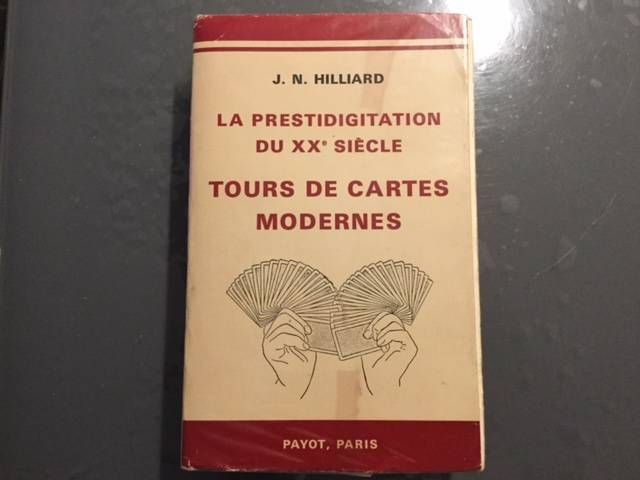 J. N. HILLIARD
LA PRESTIDIGITATION
DU XXᵉ SIÈCLE
TOURS DE CARTES
MODERNES
PAYOT, PARIS